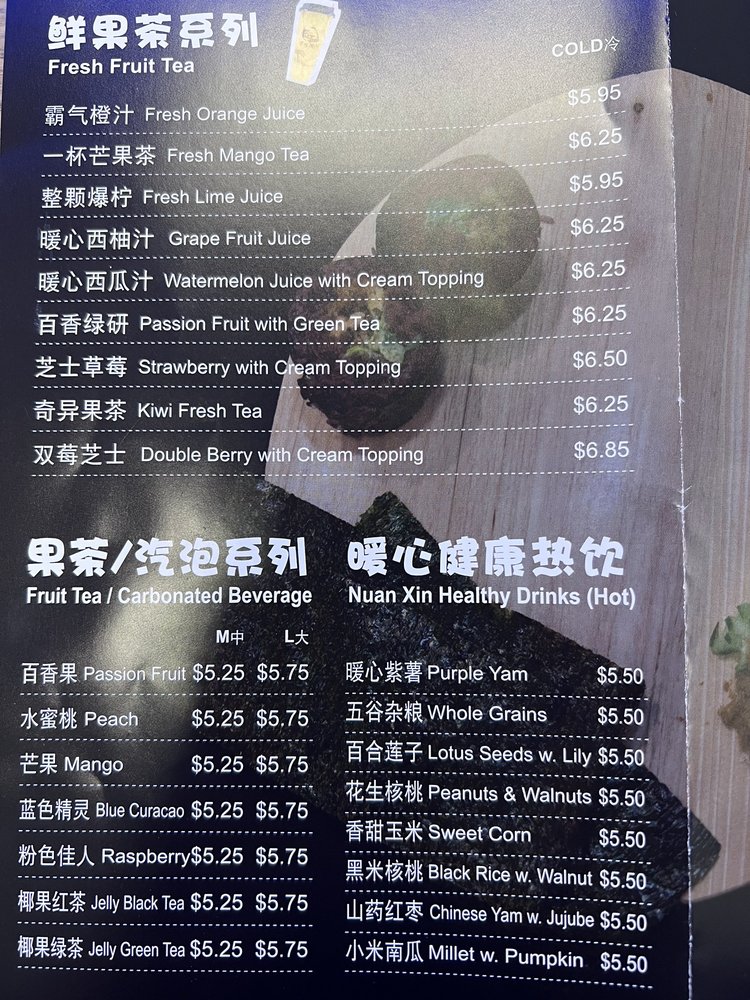 鲜果茶系列
Fresh Fruit Tea
COLD冷
霸气橙汁 Fresh Orange Juice $5.95
一杯芒果茶 Fresh Mango Tea $6.25
整颗爆柠 Fresh Lime Juice $5.95
暖心西柚汁 Grape Fruit Juice $6.25
暖心西瓜汁 Watermelon Juice with Cream Topping $6.25
百香绿研 Passion Fruit with Green Tea $6.25
芝士草莓 Strawberry with Cream Topping $6.50
奇异果茶 Kiwi Fresh Tea $6.25
双莓芝士 Double Berry with Cream Topping $6.85
果茶/汽泡系列
Fruit Tea / Carbonated Beverage
M中 L大
百香果 Passion Fruit $5.25 $5.75
水蜜桃 Peach $5.25 $5.75
芒果 Mango $5.25 $5.75
蓝色精灵 Blue Curacao $5.25 $5.75
粉色佳人 Raspberry $5.25 $5.75
椰果红茶 Jelly Black Tea $5.25 $5.75
椰果绿茶 Jelly Green Tea $5.25 $5.75
暖心健康热饮
Nuan Xin Healthy Drinks (Hot)
暖心紫薯 Purple Yam $5.50
五谷杂粮 Whole Grains $5.50
百合莲子 Lotus Seeds w. Lily $5.50
花生核桃 Peanuts & Walnuts $5.50
香甜玉米 Sweet Corn $5.50
黑米核桃 Black Rice w. Walnut $5.50
山药红枣 Chinese Yam w. Jujube $5.50
小米南瓜 Millet w. Pumpkin $5.50